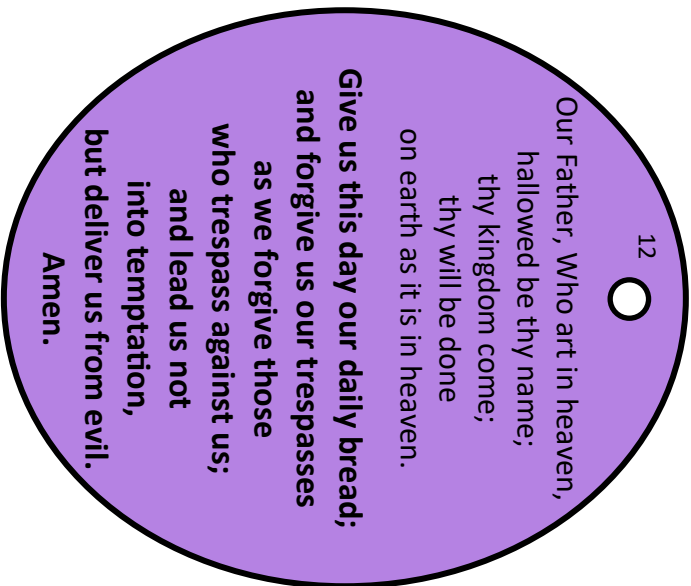 12
Our Father, Who art in heaven,
hallowed be thy name;
thy kingdom come;
thy will be done
on earth as it is in heaven.
Give us this day our daily bread;
and forgive us our trespasses
as we forgive those
who trespass against us;
and lead us not
into temptation,
but deliver us from evil.
Amen.